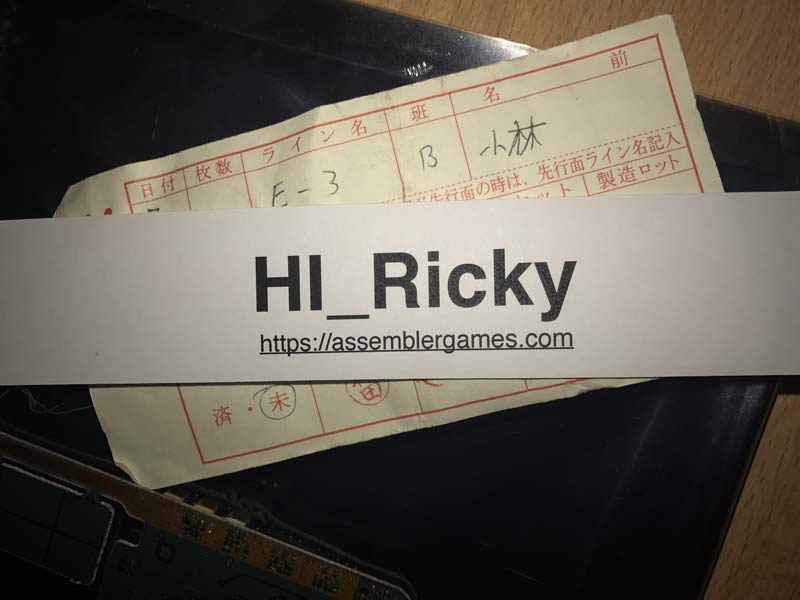 日付 枚数 ライン名 班 名 前
E-3 B 小林
先行面の時は、先行面ライン名記入
製造ロット
HI_Ricky
https://assemblergames.com
済・未